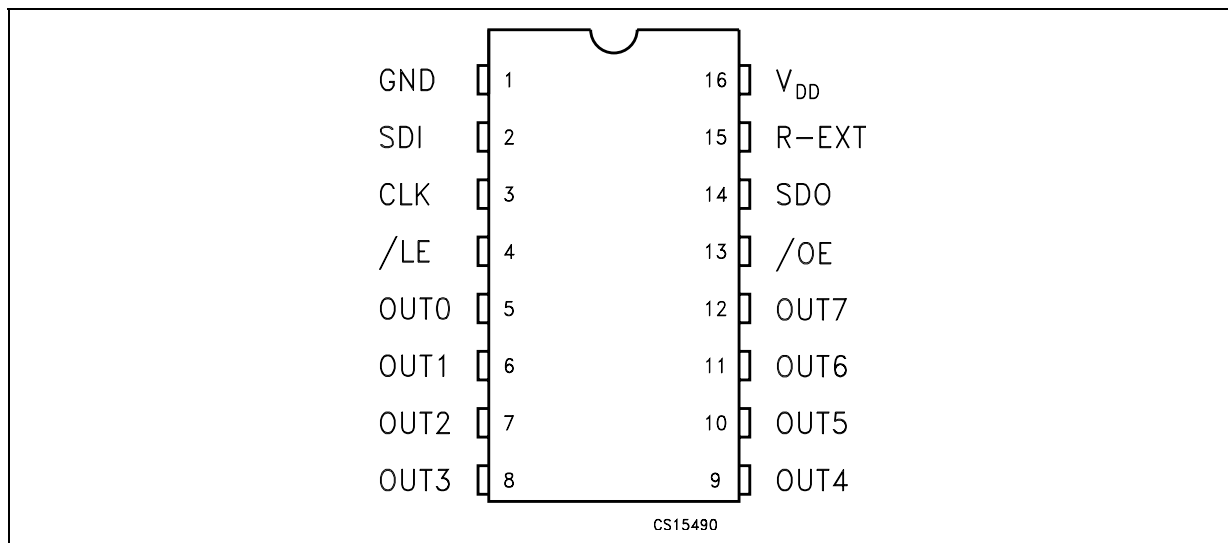 GND 1 16 VDD
SDI 2 15 R-EXT
CLK 3 14 SDO
/LE 4 13 /OE
OUT0 5 12 OUT7
OUT1 6 11 OUT6
OUT2 7 10 OUT5
OUT3 8 9 OUT4
CS15490